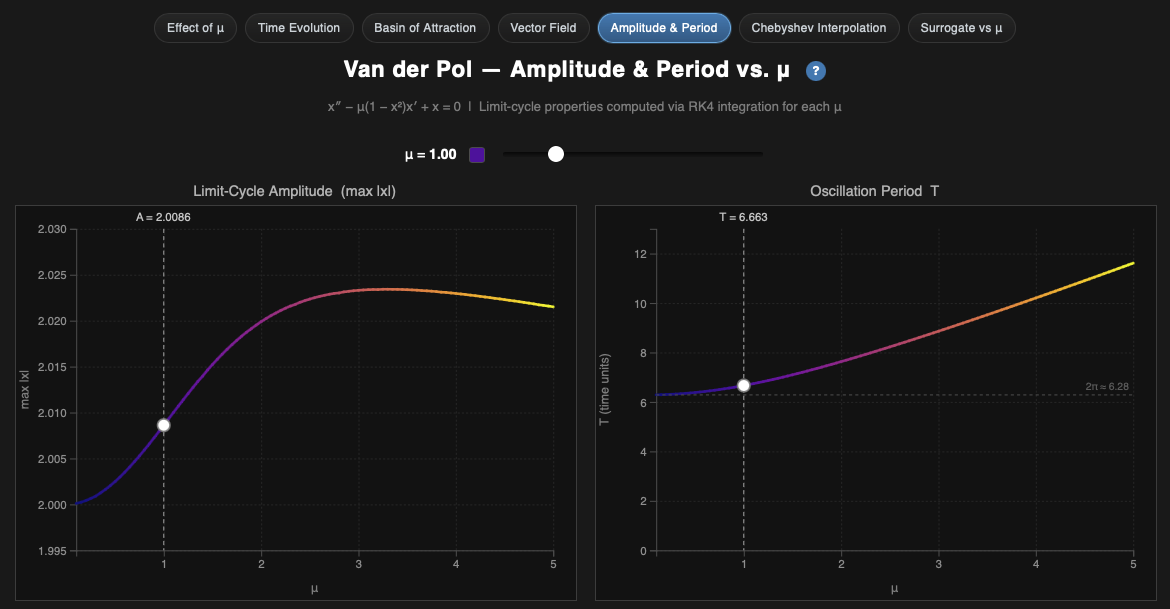 Effect of μ
Time Evolution
Basin of Attraction
Vector Field
Amplitude & Period
Chebyshev Interpolation
Surrogate vs μ
Van der Pol — Amplitude & Period vs. μ ?
x″ − μ(1 − x²)x′ + x = 0 | Limit-cycle properties computed via RK4 integration for each μ
μ = 1.00
Limit-Cycle Amplitude (max |x|)
A = 2.0086
2.030
2.025
2.020
2.015
2.010
2.005
2.000
1.995
max |x|
1
2
3
4
5
μ
Oscillation Period T
T = 6.663
12
10
8
6
4
2
0
T (time units)
2π ≈ 6.28
1
2
3
4
5
μ